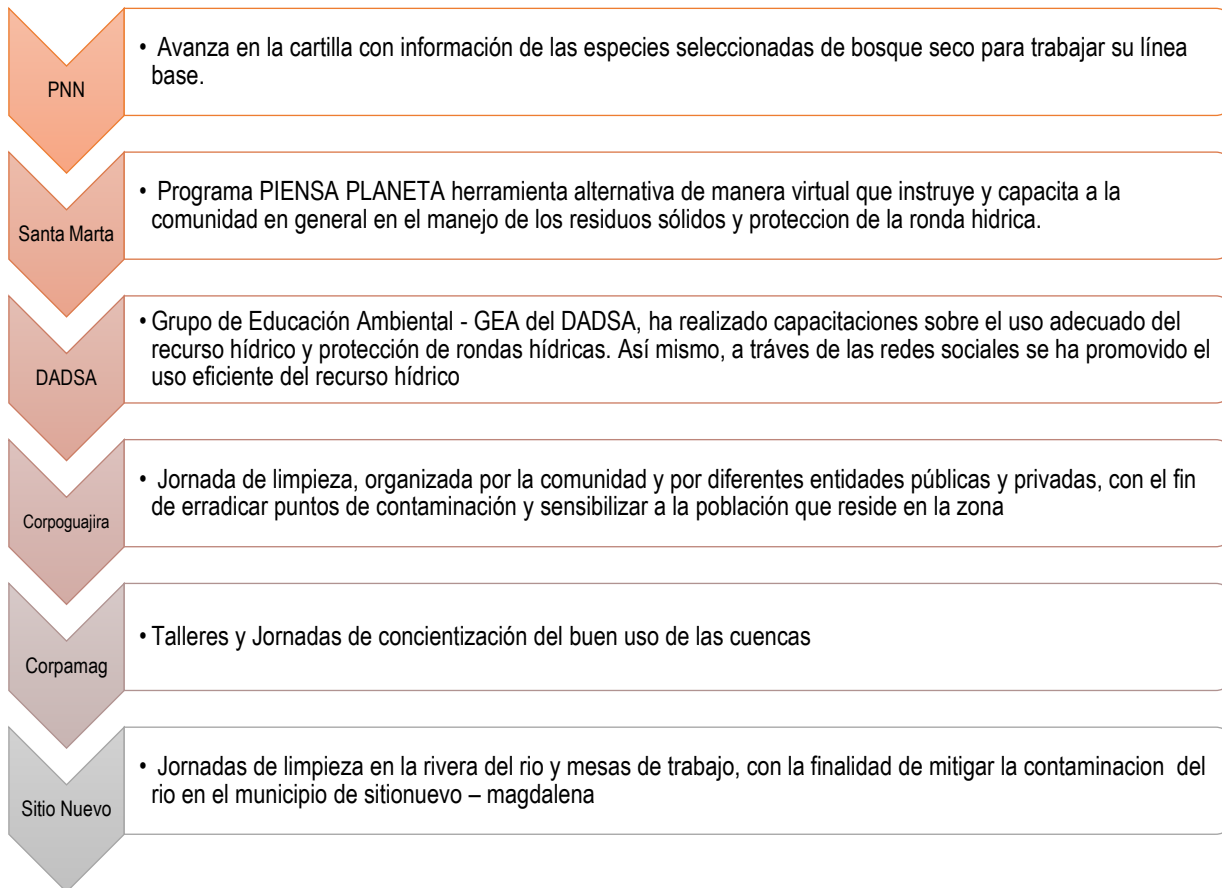 PNN
• Avanza en la cartilla con información de las especies seleccionadas de bosque seco para trabajar su línea
base.
Santa Marta
• Programa PIENSA PLANETA herramienta alternativa de manera virtual que instruye y capacita a la
comunidad en general en el manejo de los residuos sólidos y proteccion de la ronda hidrica.
DADSA
• Grupo de Educación Ambiental - GEA del DADSA, ha realizado capacitaciones sobre el uso adecuado del
recurso hídrico y protección de rondas hídricas. Así mismo, a tráves de las redes sociales se ha promovido el
uso eficiente del recurso hídrico
Corpoguajira
• Jornada de limpieza, organizada por la comunidad y por diferentes entidades públicas y privadas, con el fin
de erradicar puntos de contaminación y sensibilizar a la población que reside en la zona
Corpamag
• Talleres y Jornadas de concientización del buen uso de las cuencas
Sitio Nuevo
• Jornadas de limpieza en la rivera del rio y mesas de trabajo, con la finalidad de mitigar la contaminacion del
rio en el municipio de sitionuevo – magdalena